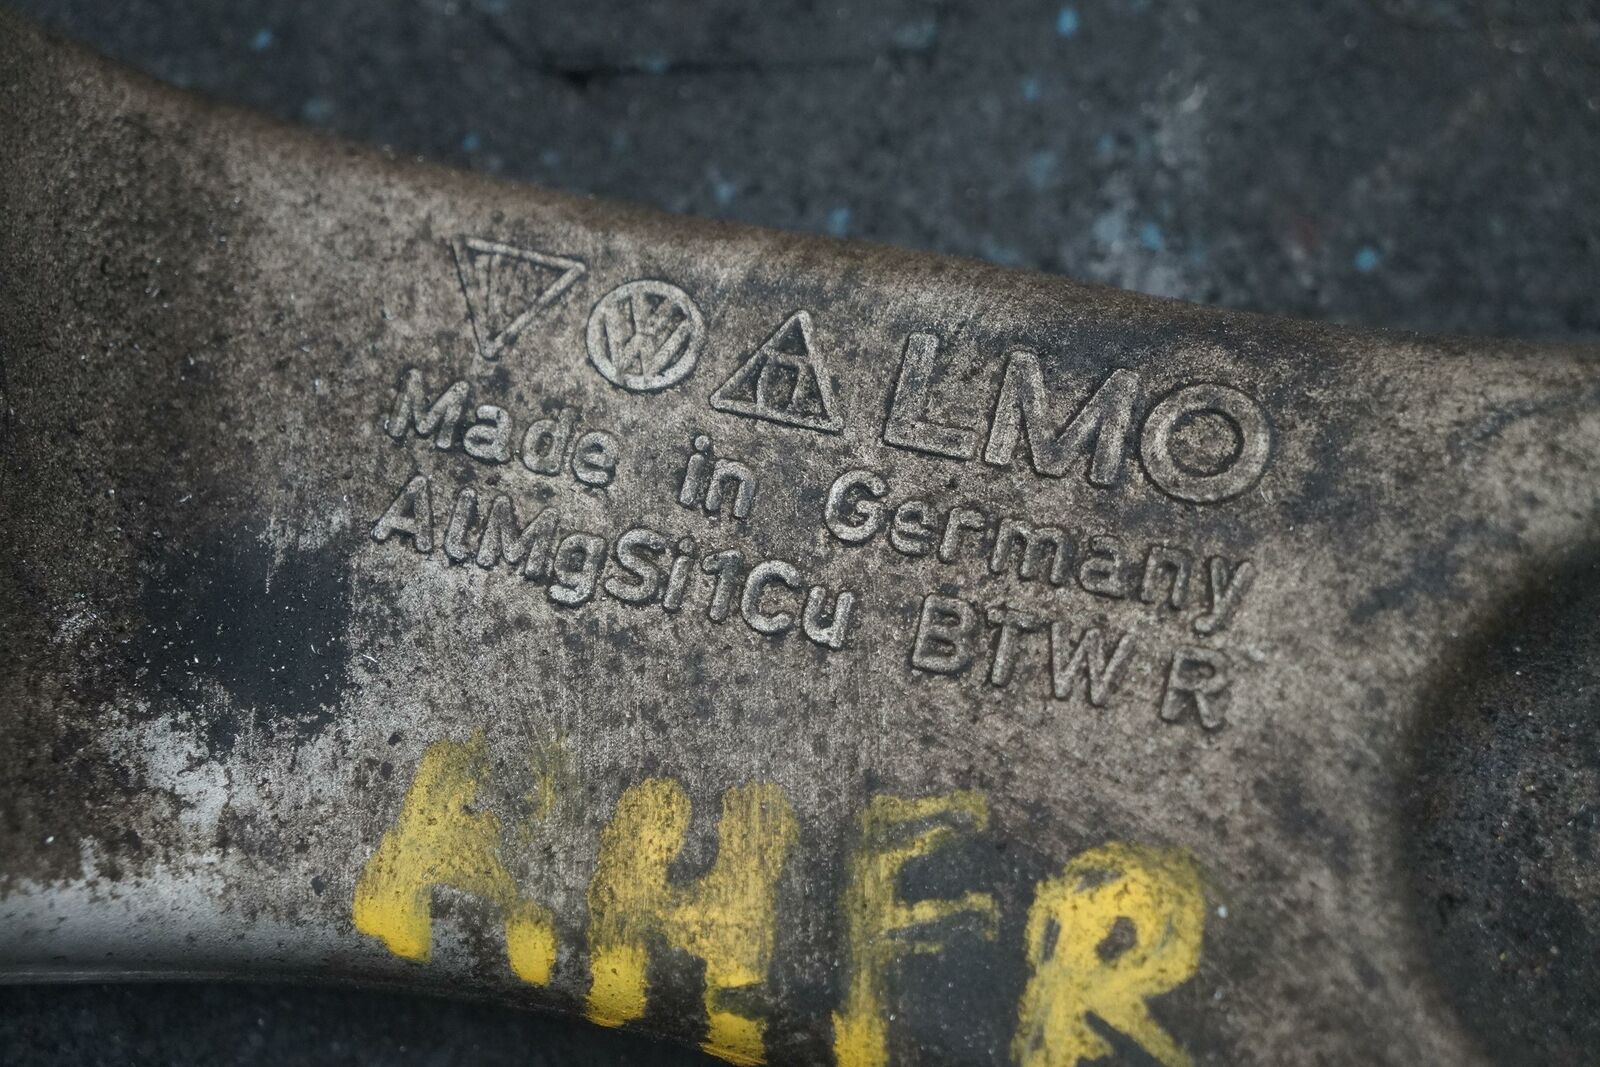 LMO
Made in Germany
AlMgSi1Cu BTW R
AHFR